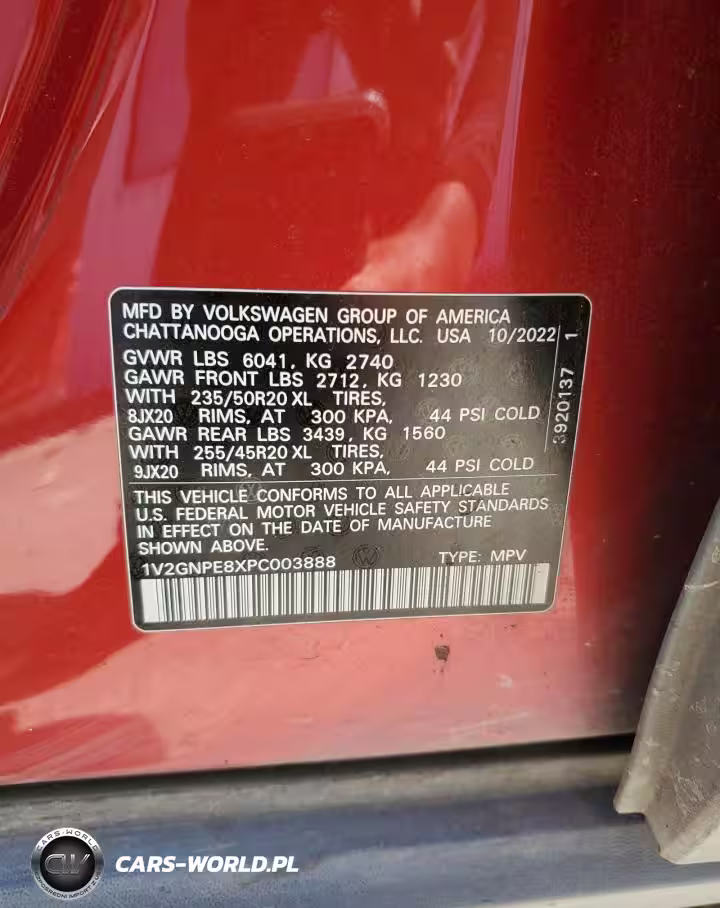 MFD BY VOLKSWAGEN GROUP OF AMERICA
CHATTANOOGA OPERATIONS, LLC. USA 10/2022
GVWR LBS 6041, KG 2740
GAWR FRONT LBS 2712, KG 1230
WITH 235/50R20 XL TIRES,
8JX20 RIMS, AT 300 KPA, 44 PSI COLD
GAWR REAR LBS 3439, KG 1560
WITH 255/45R20 XL TIRES,
9JX20 RIMS, AT 300 KPA, 44 PSI COLD
3920137 1
THIS VEHICLE CONFORMS TO ALL APPLICABLE
U.S. FEDERAL MOTOR VEHICLE SAFETY STANDARDS
IN EFFECT ON THE DATE OF MANUFACTURE
SHOWN ABOVE.
1V2GNPE8XPC003888 TYPE: MPV
CARS-WORLD
CW
CARS-WORLD.PL